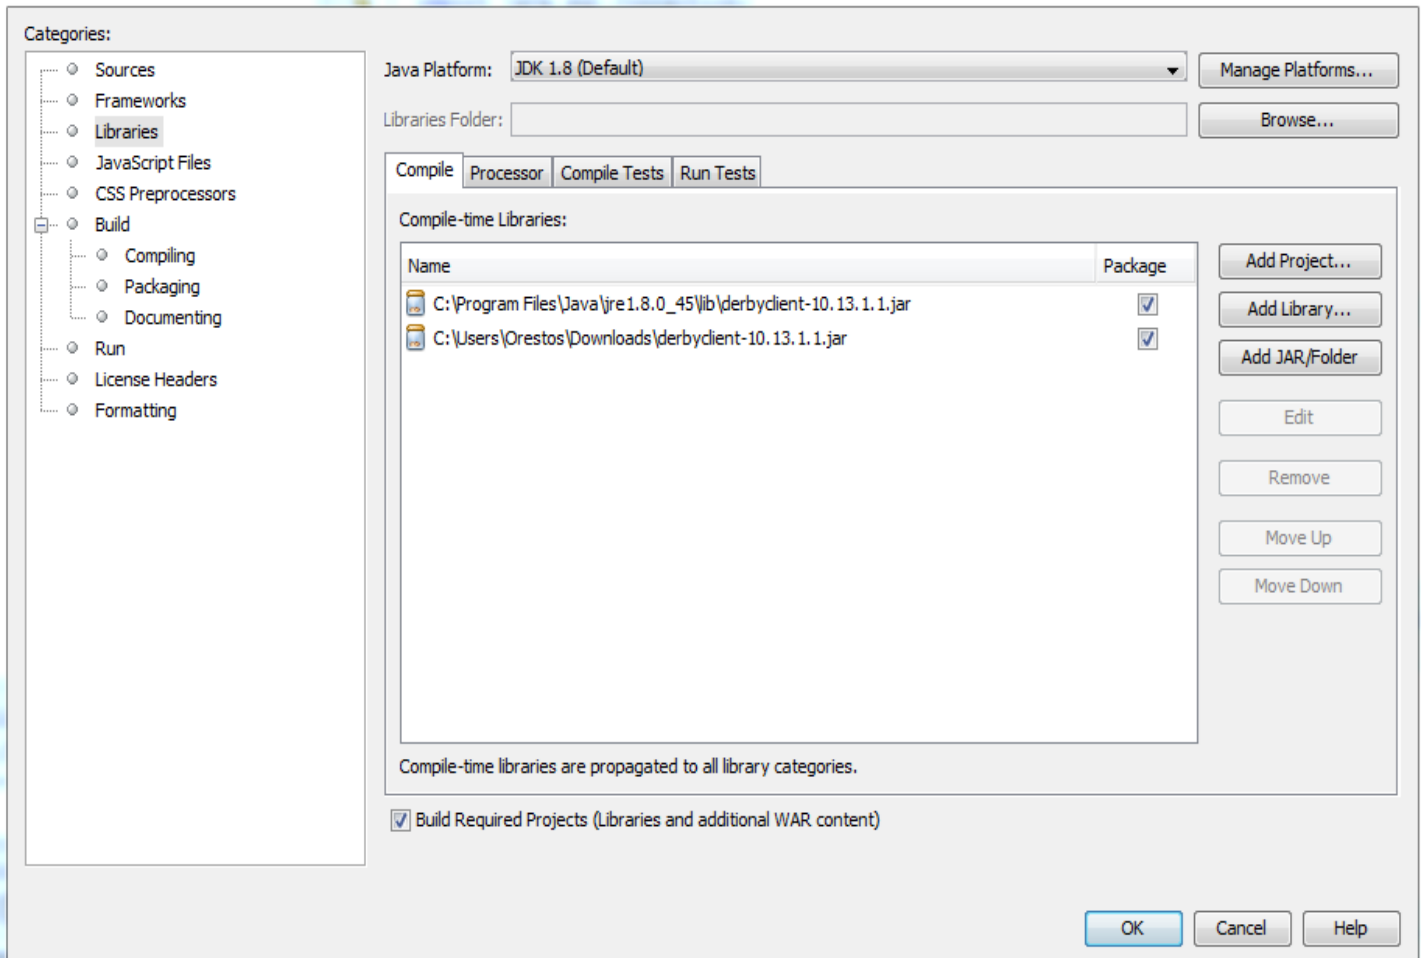 Categories:
Sources
Frameworks
Libraries
JavaScript Files
CSS Preprocessors
Build
Compiling
Packaging
Documenting
Run
License Headers
Formatting
Java Platform: JDK 1.8 (Default) Manage Platforms...
Libraries Folder: Browse...
Compile Processor Compile Tests Run Tests
Compile-time Libraries:
Name Package
C:\Program Files\Java\jre1.8.0_45\lib\derbyclient-10.13.1.1.jar
C:\Users\Orestos\Downloads\derbyclient-10.13.1.1.jar
Add Project...
Add Library...
Add JAR/Folder
Edit
Remove
Move Up
Move Down
Compile-time libraries are propagated to all library categories.
Build Required Projects (Libraries and additional WAR content)
OK Cancel Help